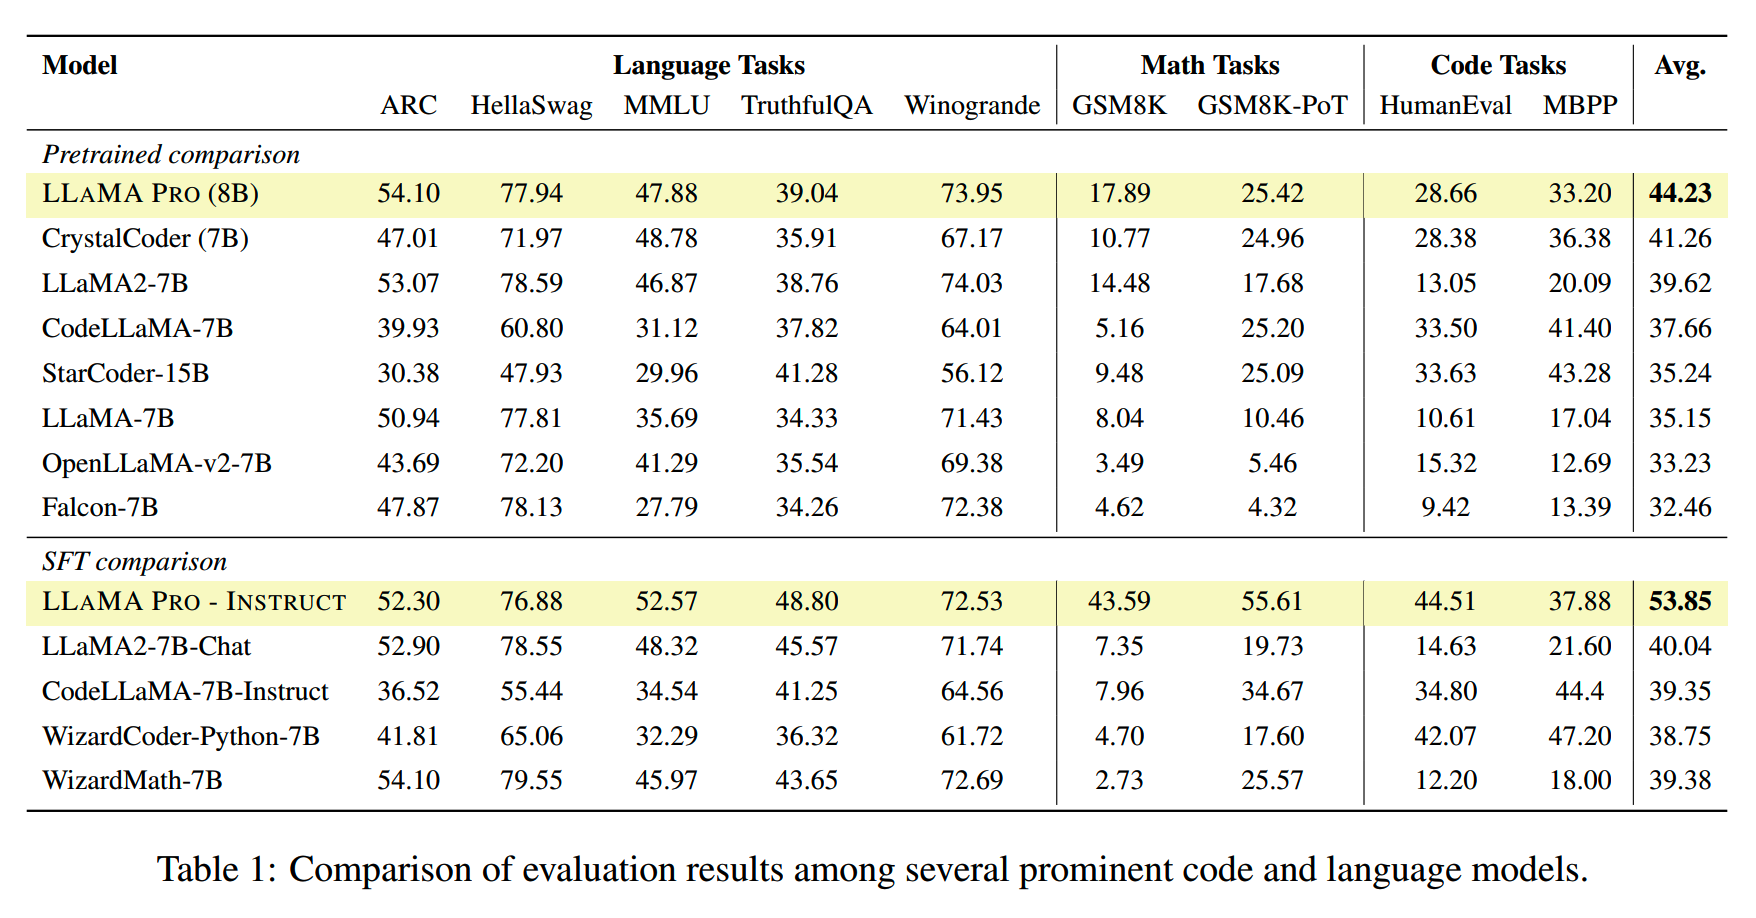 Model Language Tasks Math Tasks Code Tasks Avg.
ARC HellaSwag MMLU TruthfulQA Winogrande GSM8K GSM8K-PoT HumanEval MBPP
Pretrained comparison
LLAMA PRO (8B) 54.10 77.94 47.88 39.04 73.95 17.89 25.42 28.66 33.20 44.23
CrystalCoder (7B) 47.01 71.97 48.78 35.91 67.17 10.77 24.96 28.38 36.38 41.26
LLaMA2-7B 53.07 78.59 46.87 38.76 74.03 14.48 17.68 13.05 20.09 39.62
CodeLLaMA-7B 39.93 60.80 31.12 37.82 64.01 5.16 25.20 33.50 41.40 37.66
StarCoder-15B 30.38 47.93 29.96 41.28 56.12 9.48 25.09 33.63 43.28 35.24
LLaMA-7B 50.94 77.81 35.69 34.33 71.43 8.04 10.46 10.61 17.04 35.15
OpenLLaMA-v2-7B 43.69 72.20 41.29 35.54 69.38 3.49 5.46 15.32 12.69 33.23
Falcon-7B 47.87 78.13 27.79 34.26 72.38 4.62 4.32 9.42 13.39 32.46
SFT comparison
LLAMA PRO - INSTRUCT 52.30 76.88 52.57 48.80 72.53 43.59 55.61 44.51 37.88 53.85
LLaMA2-7B-Chat 52.90 78.55 48.32 45.57 71.74 7.35 19.73 14.63 21.60 40.04
CodeLLaMA-7B-Instruct 36.52 55.44 34.54 41.25 64.56 7.96 34.67 34.80 44.4 39.35
WizardCoder-Python-7B 41.81 65.06 32.29 36.32 61.72 4.70 17.60 42.07 47.20 38.75
WizardMath-7B 54.10 79.55 45.97 43.65 72.69 2.73 25.57 12.20 18.00 39.38
Table 1: Comparison of evaluation results among several prominent code and language models.